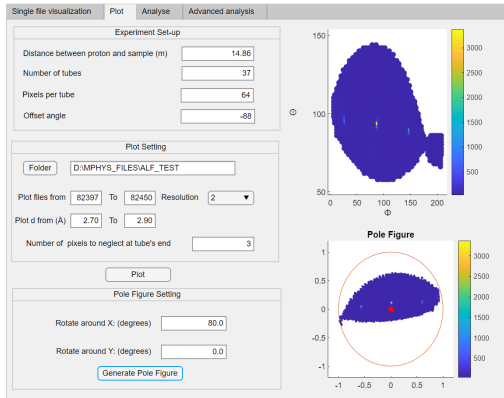 Single file visualization Plot Analyse Advanced analysis
Experiment Set-up
Distance between proton and sample (m) 14.86
Number of tubes 37
Pixels per tube 64
Offset angle -88
Plot Setting
Folder D:\MPHYS_FILES\ALF_TEST
Plot files from 82397 To 82450 Resolution 2
Plot d from (Å) 2.70 To 2.90
Number of pixels to neglect at tube's end 3
Plot
Pole Figure Setting
Rotate around X: (degrees) 80.0
Rotate around Y: (degrees) 0.0
Generate Pole Figure
150
100
50
Θ
0 50 100 150 200
Φ
3000
2500
2000
1500
1000
500
Pole Figure
1
0.5
0
-0.5
-1
-1 -0.5 0 0.5 1
3000
2500
2000
1500
1000
500